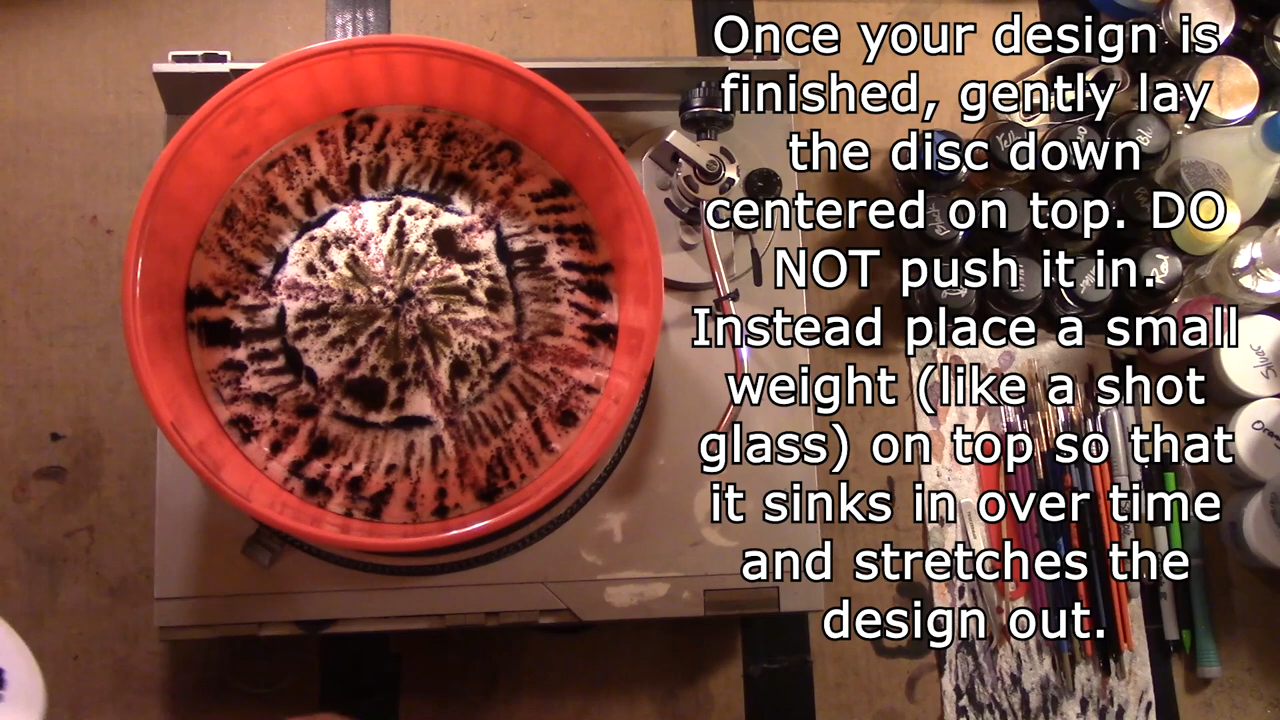 Once your design is
finished, gently lay
the disc down
centered on top. DO
NOT push it in.
Instead place a small
weight (like a shot
glass) on top so that
it sinks in over time
and stretches the
design out.
Yell
Silver